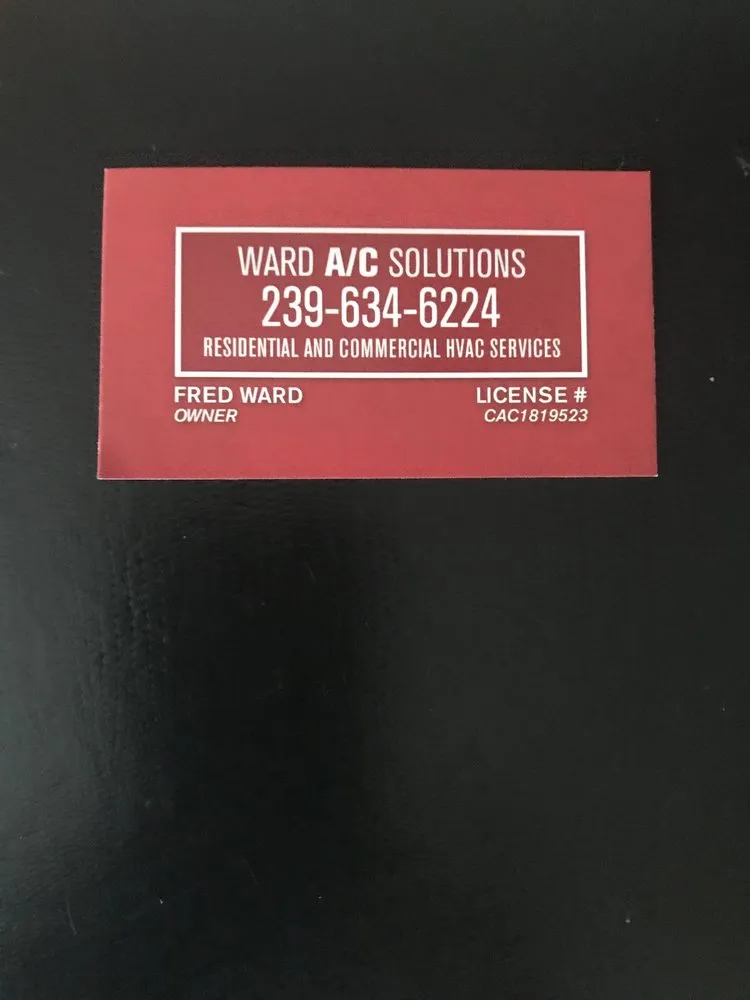 WARD A/C SOLUTIONS
239-634-6224
RESIDENTIAL AND COMMERCIAL HVAC SERVICES
FRED WARD
OWNER
LICENSE #
CAC1819523